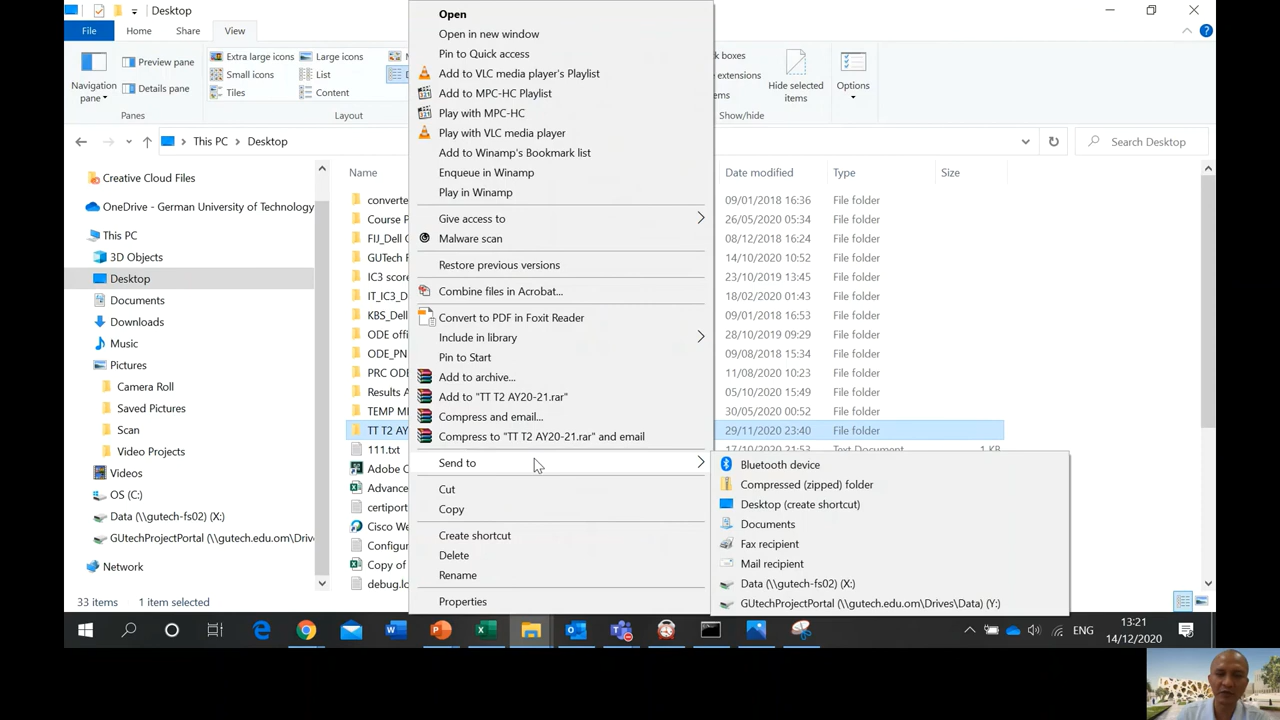 Desktop
File
Home
Share
View
Navigation pane
Preview pane
Details pane
Panes
Extra large icons
Large icons
Small icons
List
Tiles
Content
Layout
Hide selected items
Options
Show/hide
This PC
Desktop
Search Desktop
Creative Cloud Files
OneDrive - German University of Technology
This PC
3D Objects
Desktop
Documents
Downloads
Music
Pictures
Camera Roll
Saved Pictures
Scan
Video Projects
Videos
OS (C:)
Data (\\gutech-fs02) (X:)
GUtechProjectPortal (\\gutech.edu.om\Drive
Network
33 items
1 item selected
Name
Date modified
Type
Size
converte
09/01/2018 16:36
File folder
Course P
26/05/2020 05:34
File folder
FIJ_Dell
08/12/2018 16:24
File folder
GUTech P
14/10/2020 10:52
File folder
IC3 score
23/10/2019 13:45
File folder
IT_IC3_D
18/02/2020 01:43
File folder
KBS_Dell
09/01/2018 16:53
File folder
ODE offi
28/10/2019 09:29
File folder
ODE_PN
09/08/2018 15:34
File folder
PRC ODE
11/08/2020 10:23
File folder
Results A
05/10/2020 15:49
File folder
TEMP MI
30/05/2020 00:52
File folder
TT T2 AY
29/11/2020 23:40
File folder
111.txt
17/10/2020 21:53
Text Document
1 KB
Adobe C
Advance
certiport
Cisco We
Configur
Copy of
debug.lo
Open
Open in new window
Pin to Quick access
Add to VLC media player's Playlist
Add to MPC-HC Playlist
Play with MPC-HC
Play with VLC media player
Add to Winamp's Bookmark list
Enqueue in Winamp
Play in Winamp
Give access to
Malware scan
Restore previous versions
Combine files in Acrobat...
Convert to PDF in Foxit Reader
Include in library
Pin to Start
Add to archive...
Add to "TT T2 AY20-21.rar"
Compress and email...
Compress to "TT T2 AY20-21.rar" and email
Send to
Cut
Copy
Create shortcut
Delete
Rename
Properties
Bluetooth device
Compressed (zipped) folder
Desktop (create shortcut)
Documents
Fax recipient
Mail recipient
Data (\\gutech-fs02) (X:)
GUtechProjectPortal (\\gutech.edu.om\Drives\Data) (Y:)
ENG
13:21
14/12/2020